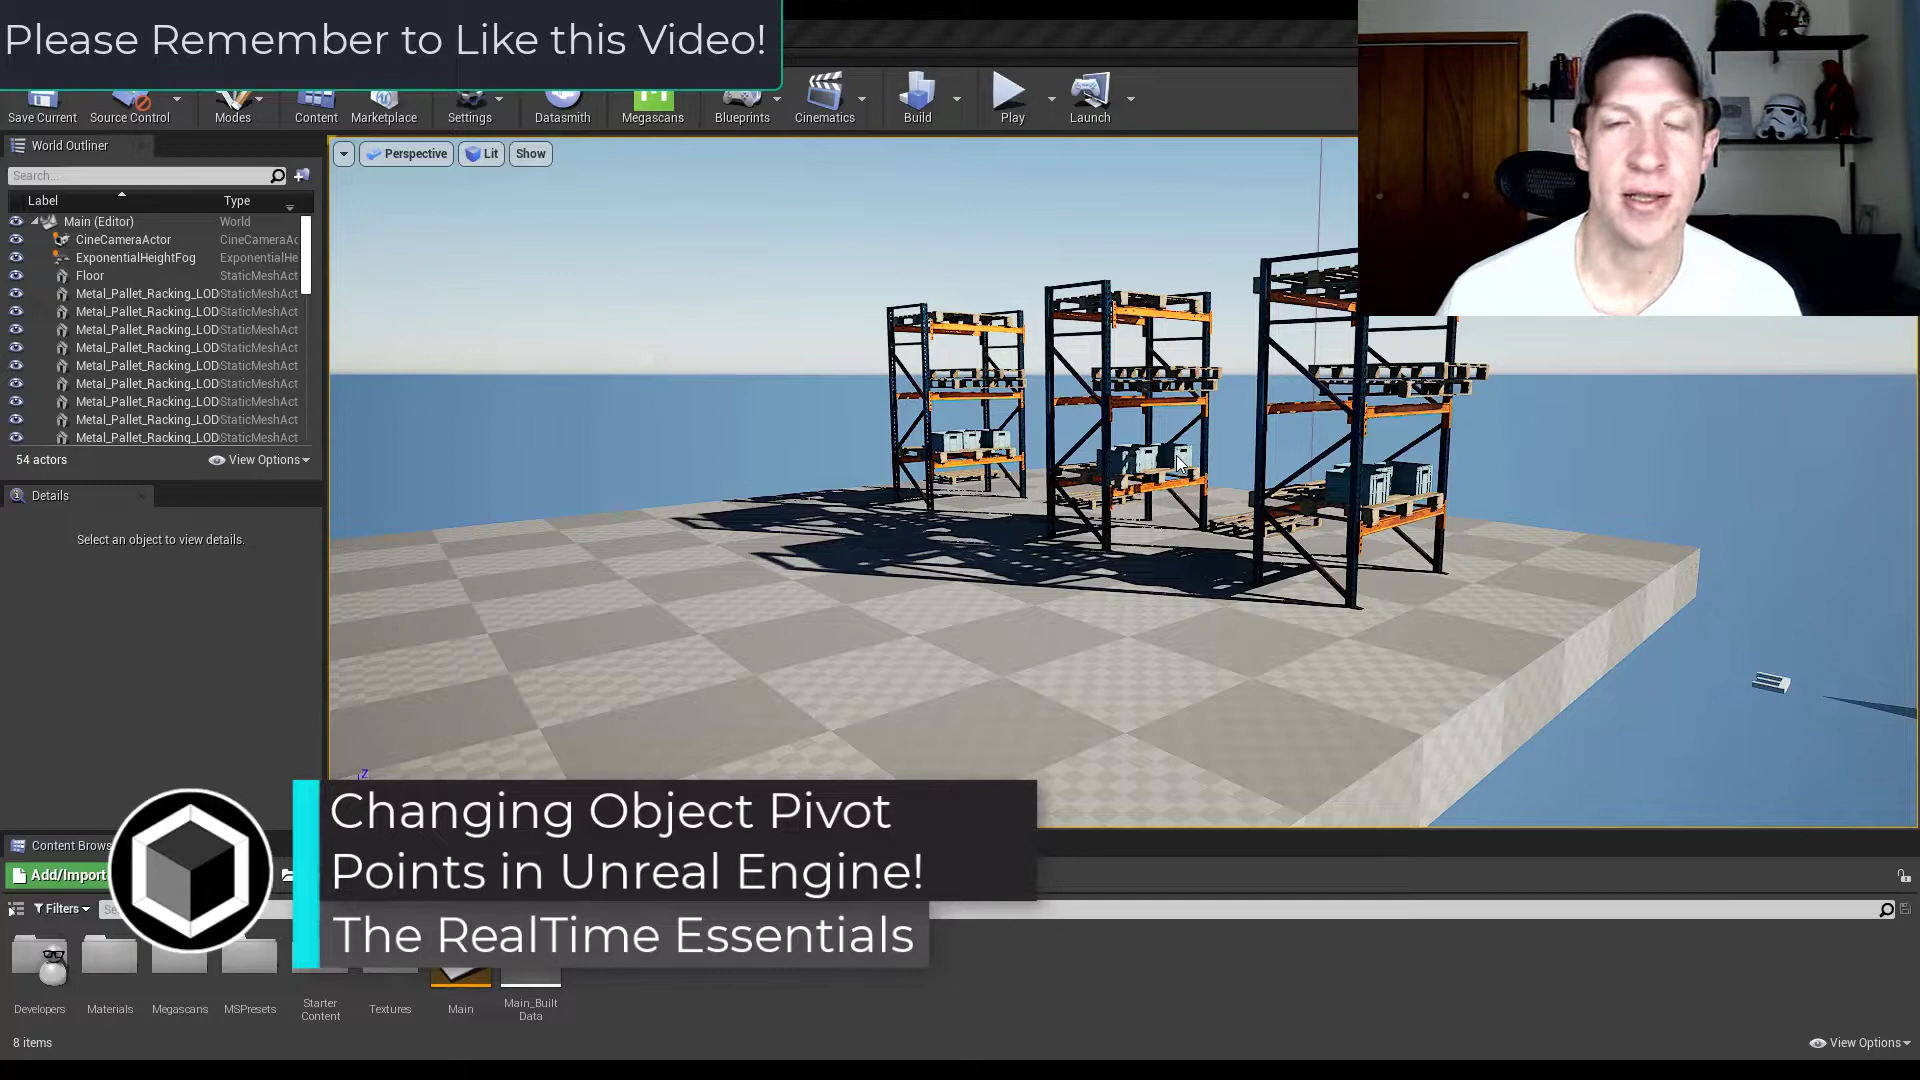 Please Remember to Like this Video!
Save Current
Source Control
Modes
Content
Marketplace
Settings
Datasmith
Megascans
Blueprints
Cinematics
Build
Play
Launch
World Outliner
Perspective
Lit
Show
Search...
Label
Type
Main (Editor)
World
CineCameraActor
CineCameraAc
ExponentialHeightFog
ExponentialHe
Floor
StaticMeshAct
Metal_Pallet_Racking_LOD
StaticMeshAct
Metal_Pallet_Racking_LOD
StaticMeshAct
Metal_Pallet_Racking_LOD
StaticMeshAct
Metal_Pallet_Racking_LOD
StaticMeshAct
Metal_Pallet_Racking_LOD
StaticMeshAct
Metal_Pallet_Racking_LOD
StaticMeshAct
Metal_Pallet_Racking_LOD
StaticMeshAct
Metal_Pallet_Racking_LOD
StaticMeshAct
Metal_Pallet_Racking_LOD
StaticMeshAct
54 actors
View Options
Details
Select an object to view details.
Z
Changing Object Pivot
Points in Unreal Engine!
The RealTime Essentials
Content Brows
Add/Import
Filters
Se
Developers
Materials
Megascans
MSPresets
Starter
Content
Textures
Main
Main_Built
Data
8 items
View Options